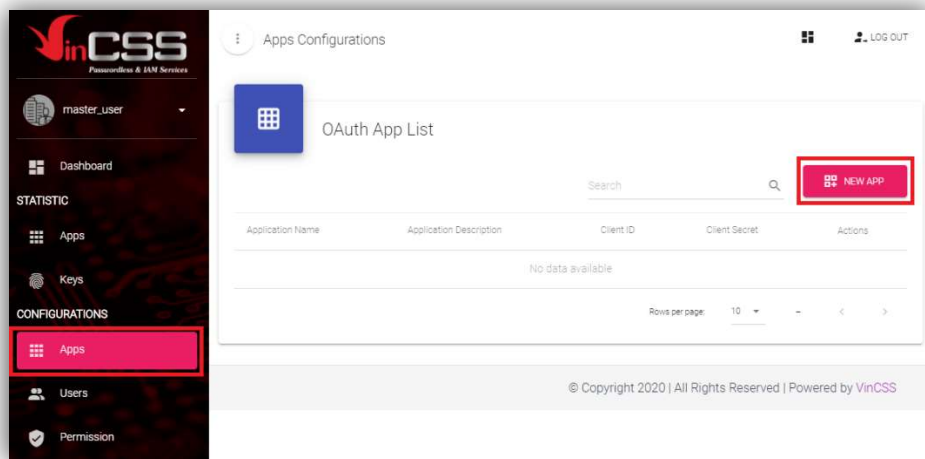 VinCSS
Passwordless & IAM Services
master_user
Dashboard
STATISTIC
Apps
Keys
CONFIGURATIONS
Apps
Users
Permission
Apps Configurations
LOG OUT
OAuth App List
Search
NEW APP
Application Name Application Description Client ID Client Secret Actions
No data available
Rows per page: 10 –
© Copyright 2020 | All Rights Reserved | Powered by VinCSS